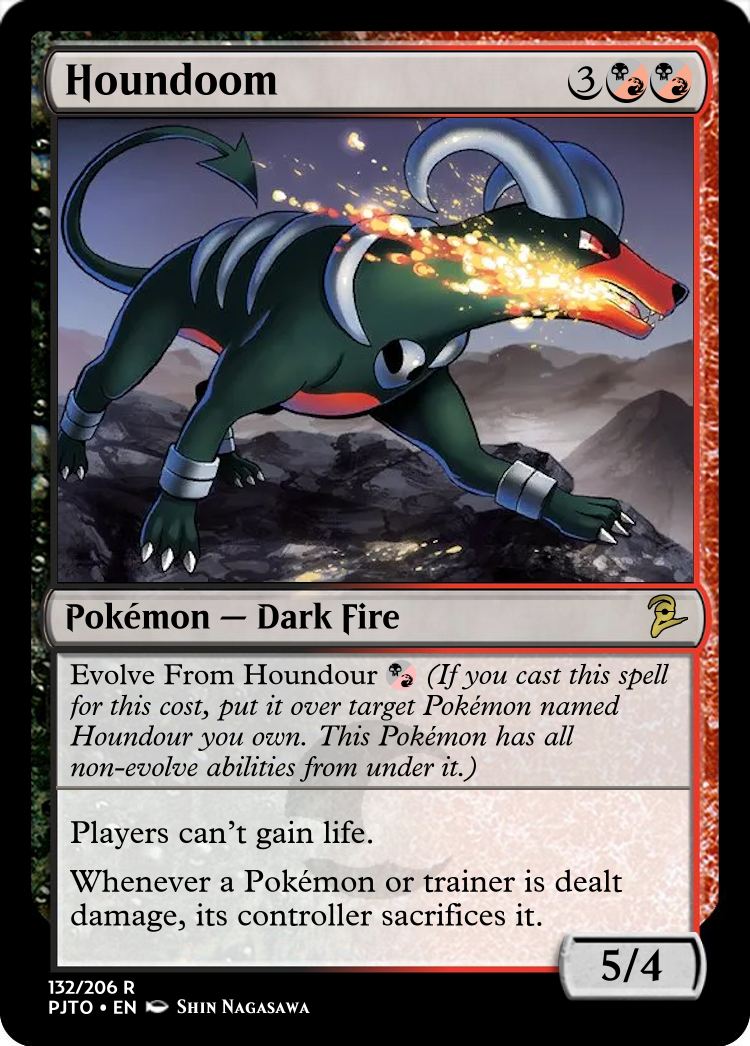 Houndoom 3
Pokémon — Dark Fire
Evolve From Houndour (If you cast this spell
for this cost, put it over target Pokémon named
Houndour you own. This Pokémon has all
non-evolve abilities from under it.)
Players can't gain life.
Whenever a Pokémon or trainer is dealt
damage, its controller sacrifices it.
5/4
132/206 R
PJTO • EN Shin Nagasawa